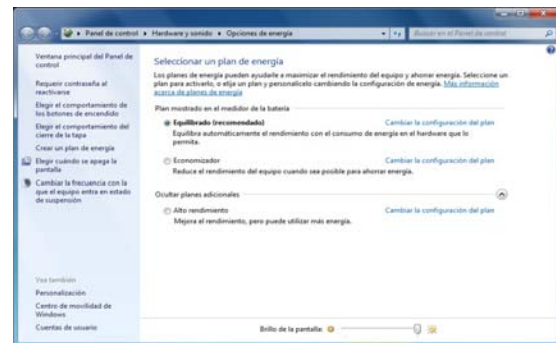 Panel de control ▸ Hardware y sonido ▸ Opciones de energía
Buscar en el Panel de control
Ventana principal del Panel de
control
Requerir contraseña al
reactivarse
Elegir el comportamiento de
los botones de encendido
Elegir el comportamiento del
cierre de la tapa
Crear un plan de energía
Elegir cuándo se apaga la
pantalla
Cambiar la frecuencia con la
que el equipo entra en estado
de suspensión
Vea también
Personalización
Centro de movilidad de
Windows
Cuentas de usuario
Seleccionar un plan de energía
Los planes de energía pueden ayudarle a maximizar el rendimiento del equipo y ahorrar energía. Seleccione un
plan para activarlo, o elija un plan y personalícelo cambiando la configuración de energía. Más información
acerca de planes de energía
Plan mostrado en el medidor de la batería
Equilibrado (recomendado) Cambiar la configuración del plan
Equilibra automáticamente el rendimiento con el consumo de energía en el hardware que lo
permita.
Economizador Cambiar la configuración del plan
Reduce el rendimiento del equipo cuando sea posible para ahorrar energía.
Ocultar planes adicionales
Alto rendimiento Cambiar la configuración del plan
Mejora el rendimiento, pero puede utilizar más energía.
Brillo de la pantalla: